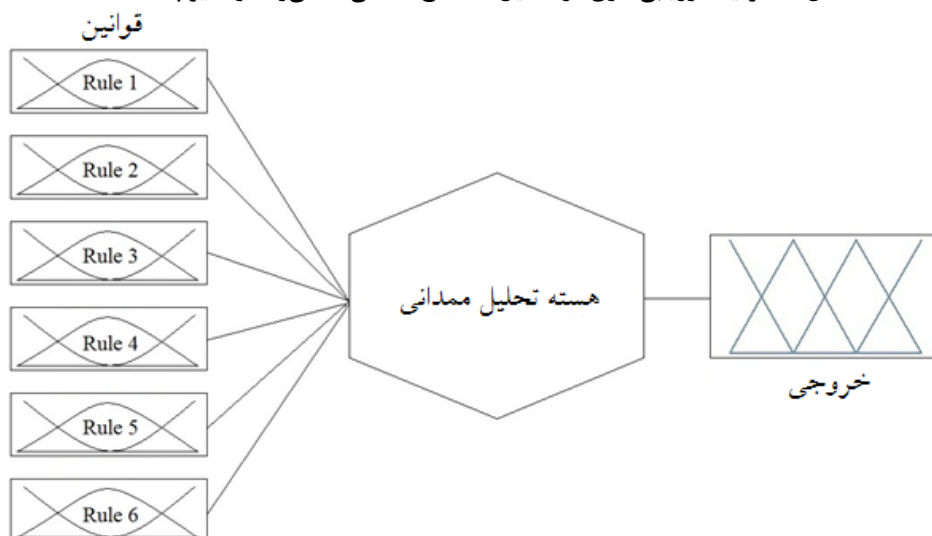 قوانین
Rule 1
Rule 2
Rule 3
Rule 4
Rule 5
Rule 6
هسته تحلیل ممدانی
خروجی